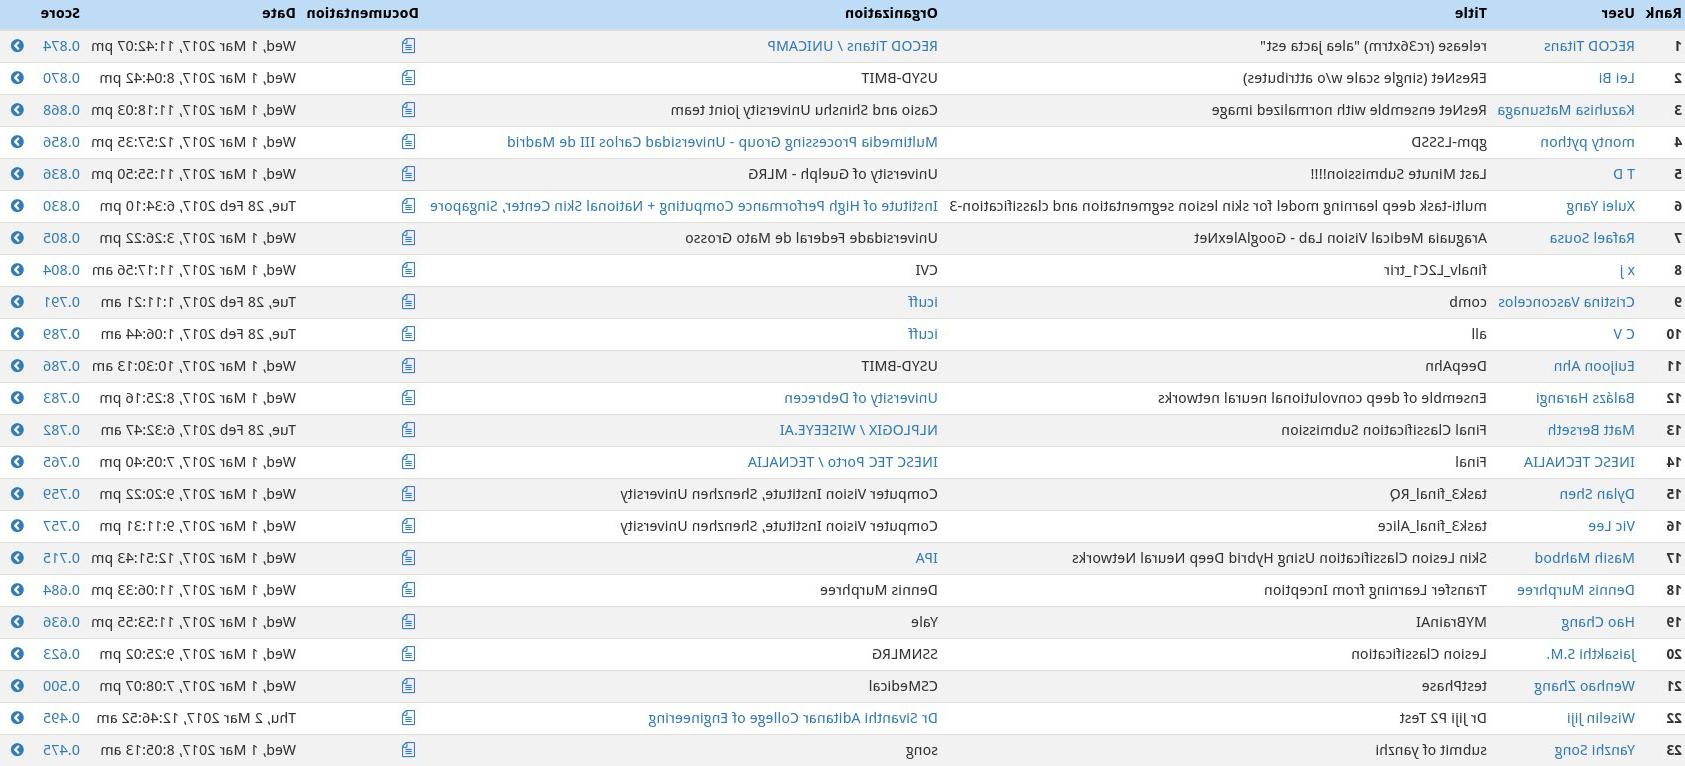 Rank User Title Organization Documentation Date Score
1 RECOD Titans release (rc36xtrm) "alea jacta est" RECOD Titans / UNICAMP Wed, 1 Mar 2017, 11:42:07 pm 0.874
2 Lei Bi EResNet (single scale w/o attributes) USYD-BMIT Wed, 1 Mar 2017, 8:04:42 pm 0.870
3 Kazuhisa Matsunaga ResNet ensemble with normalized image Casio and Shinshu University joint team Wed, 1 Mar 2017, 11:18:03 pm 0.868
4 monty python gpm-LSSSD Multimedia Processing Group - Universidad Carlos III de Madrid Wed, 1 Mar 2017, 12:57:35 pm 0.856
5 T D Last Minute Submission!!!! University of Guelph - MLRG Wed, 1 Mar 2017, 11:55:50 pm 0.836
6 Xulei Yang multi-task deep learning model for skin lesion segmentation and classification-3 Institute of High Performance Computing + National Skin Center, Singapore Tue, 28 Feb 2017, 6:34:10 pm 0.830
7 Rafael Sousa Araguaia Medical Vision Lab - GooglAlexNet Universidade Federal de Mato Grosso Wed, 1 Mar 2017, 3:26:22 pm 0.805
8 x j finalv_L2C1_trir CVI Wed, 1 Mar 2017, 11:17:56 am 0.804
9 Cristina Vasconcelos comb icuff Tue, 28 Feb 2017, 1:11:21 am 0.791
10 C V all icuff Tue, 28 Feb 2017, 1:06:44 am 0.789
11 Euijoon Ahn DeepAhn USYD-BMIT Wed, 1 Mar 2017, 10:30:13 am 0.786
12 Balázs Harangi Ensemble of deep convolutional neural networks University of Debrecen Wed, 1 Mar 2017, 8:25:16 pm 0.783
13 Matt Berseth Final Classification Submission NLPLOGIX / WISEEYE.AI Tue, 28 Feb 2017, 6:32:47 am 0.782
14 INESC TECNALIA Final INESC TEC Porto / TECNALIA Wed, 1 Mar 2017, 7:05:40 pm 0.765
15 Dylan Shen task3_final_RQ Computer Vision Institute, Shenzhen University Wed, 1 Mar 2017, 9:20:22 pm 0.759
16 Vic Lee task3_final_Alice Computer Vision Institute, Shenzhen University Wed, 1 Mar 2017, 9:11:31 pm 0.757
17 Masih Mahbod Skin Lesion Classification Using Hybrid Deep Neural Networks IPA Wed, 1 Mar 2017, 12:51:43 pm 0.715
18 Dennis Murphree Transfer Learning from Inception Dennis Murphree Wed, 1 Mar 2017, 11:06:33 pm 0.684
19 Hao Chang MYBrainAI Yale Wed, 1 Mar 2017, 11:53:55 pm 0.636
20 Jaisakthi S.M. Lesion Classification SSNMLRG Wed, 1 Mar 2017, 9:25:02 pm 0.623
21 Wenhao Zhang testPhase CSMedical Wed, 1 Mar 2017, 7:08:07 pm 0.500
22 Wiselin Jiji Dr Jiji P2 Test Dr Sivanthi Aditanar College of Engineering Thu, 2 Mar 2017, 12:46:52 am 0.495
23 Yanzhi Song submit of yanzhi song Wed, 1 Mar 2017, 8:05:13 am 0.475